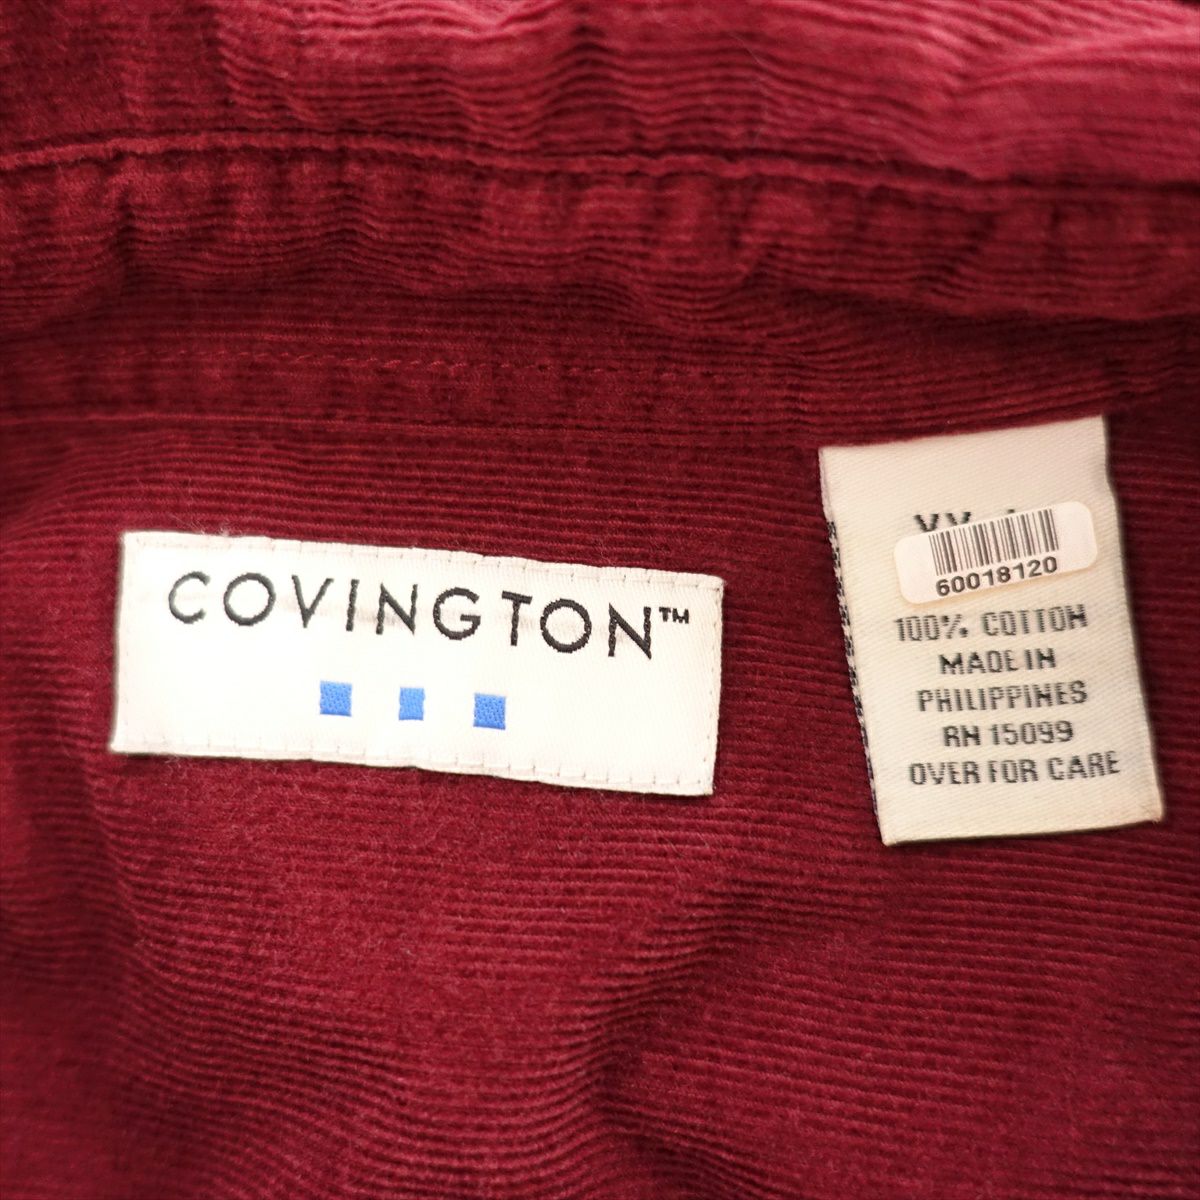 COVINGTON™
60018120
100% COTTON
MADE IN
PHILIPPINES
RN 15099
OVER FOR CARE